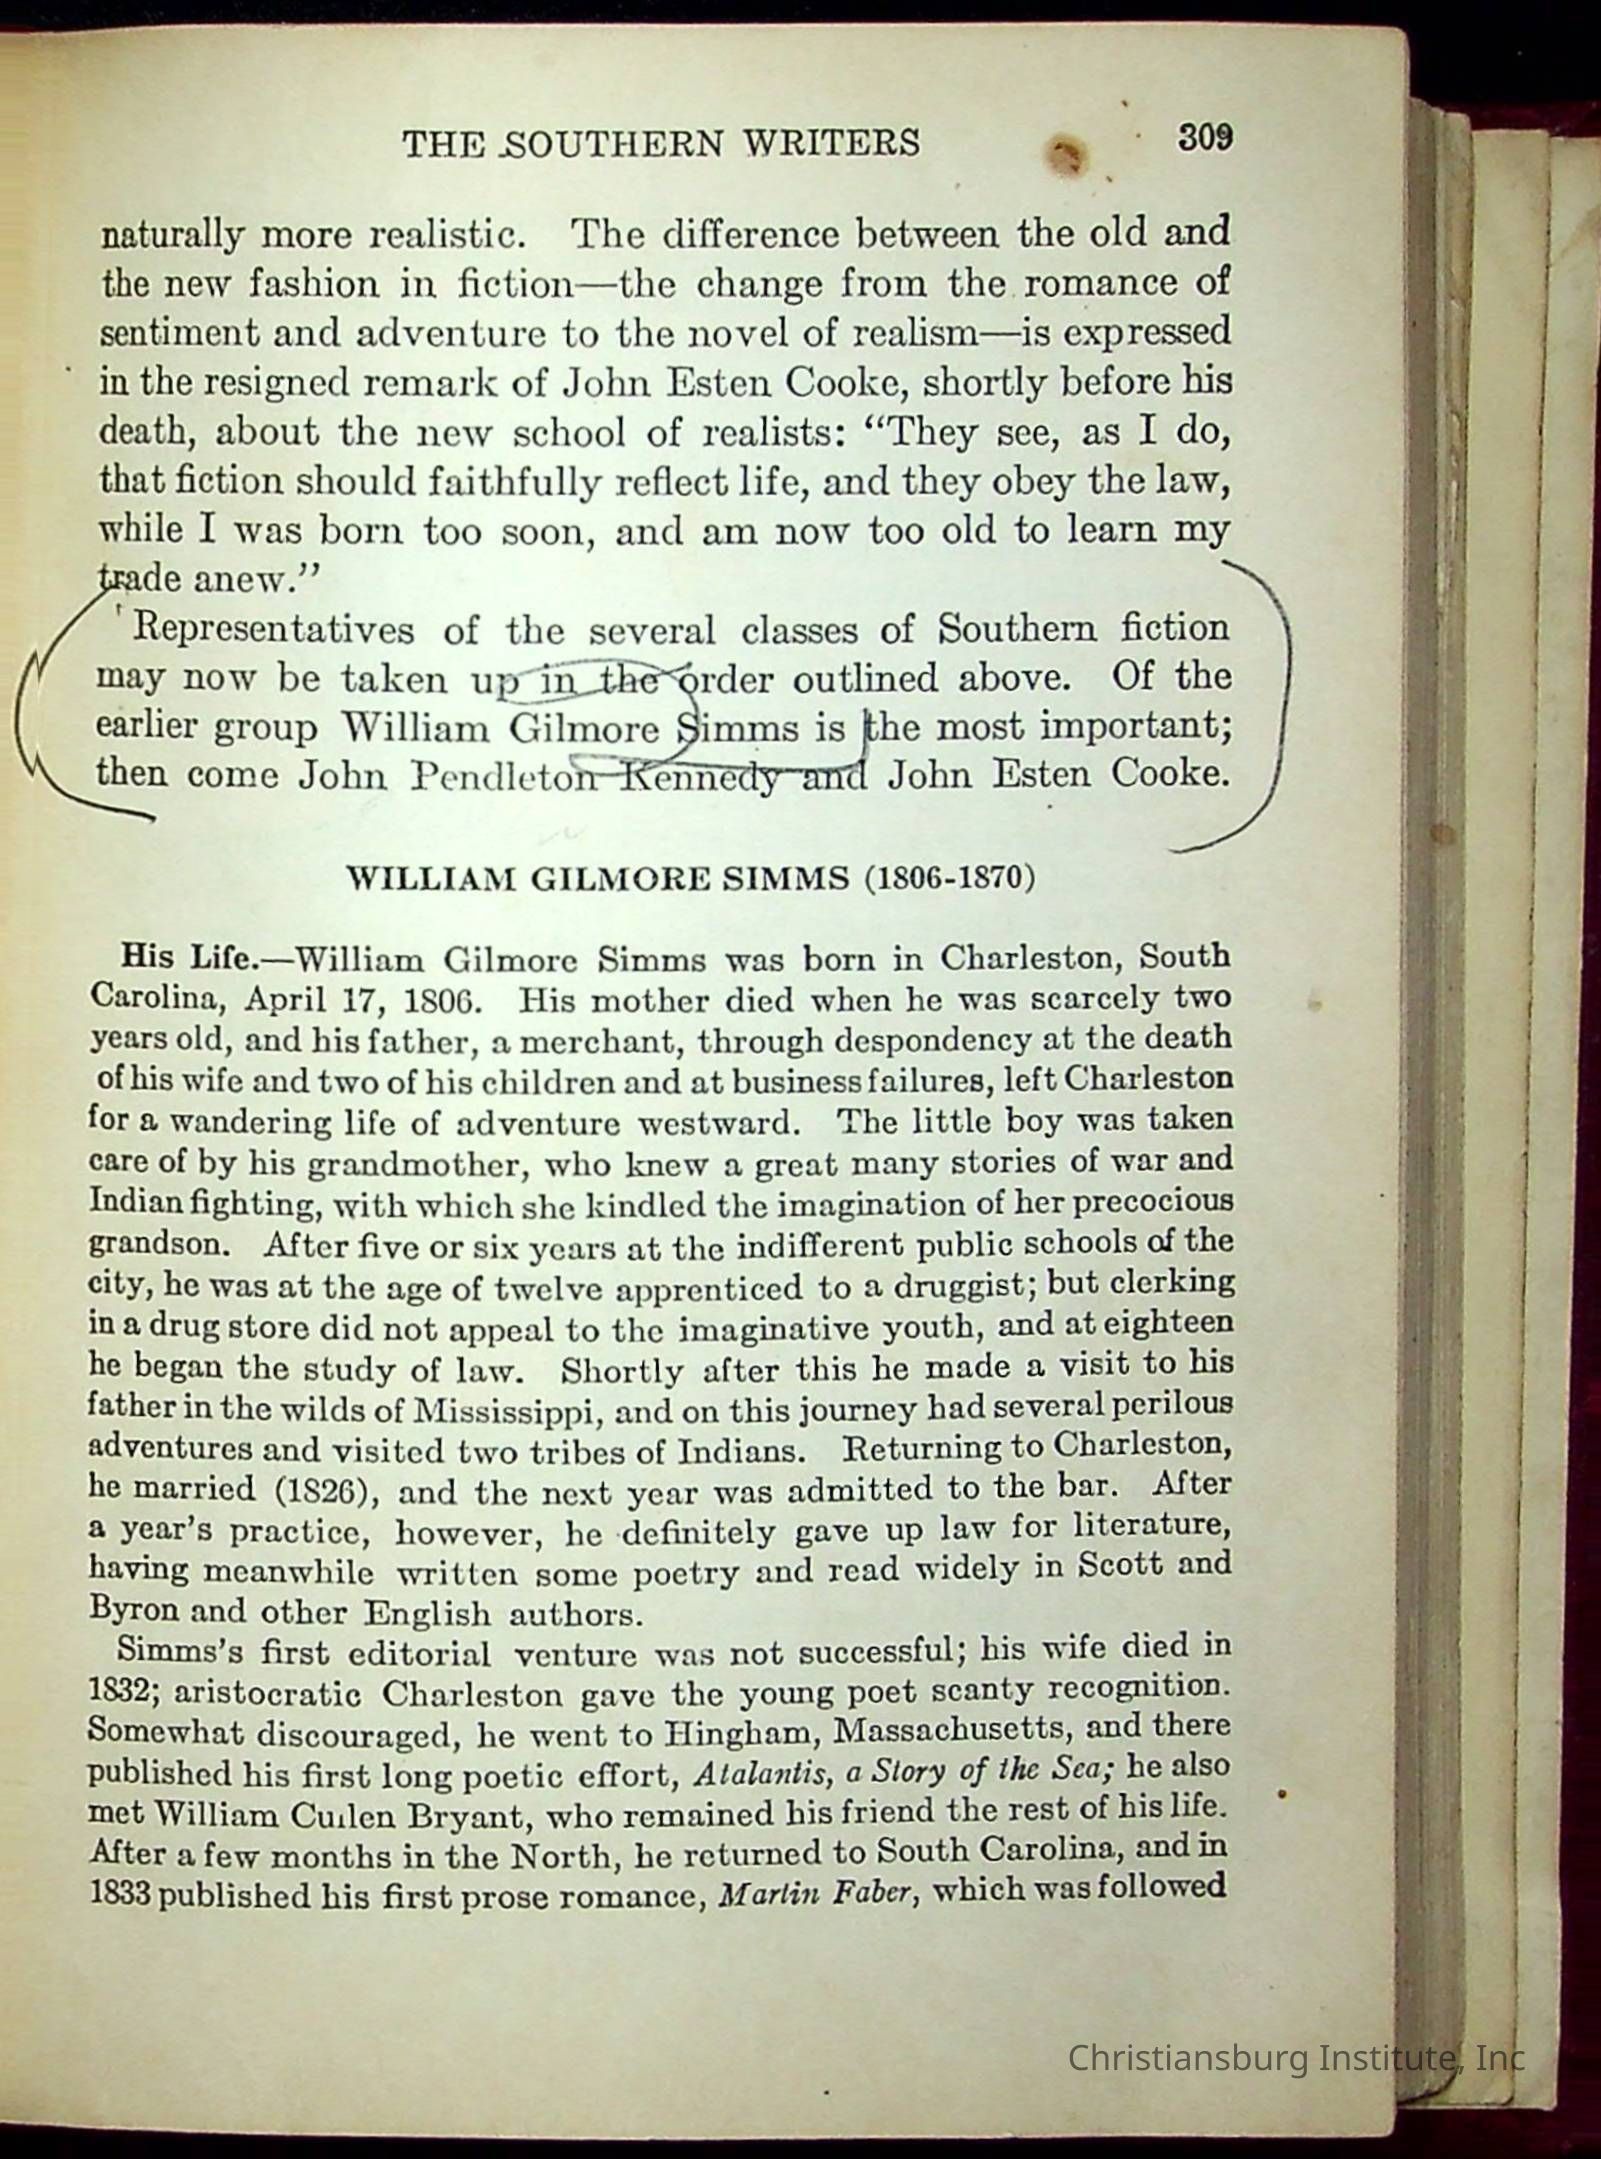 THE SOUTHERN WRITERS 309
naturally more realistic. The difference between the old and
the new fashion in fiction—the change from the romance of
sentiment and adventure to the novel of realism—is expressed
in the resigned remark of John Esten Cooke, shortly before his
death, about the new school of realists: “They see, as I do,
that fiction should faithfully reflect life, and they obey the law,
while I was born too soon, and am now too old to learn my
trade anew.”
Representatives of the several classes of Southern fiction
may now be taken up in the order outlined above. Of the
earlier group William Gilmore Simms is the most important;
then come John Pendleton Kennedy and John Esten Cooke.
WILLIAM GILMORE SIMMS (1806-1870)
His Life.—William Gilmore Simms was born in Charleston, South
Carolina, April 17, 1806. His mother died when he was scarcely two
years old, and his father, a merchant, through despondency at the death
of his wife and two of his children and at business failures, left Charleston
for a wandering life of adventure westward. The little boy was taken
care of by his grandmother, who knew a great many stories of war and
Indian fighting, with which she kindled the imagination of her precocious
grandson. After five or six years at the indifferent public schools of the
city, he was at the age of twelve apprenticed to a druggist; but clerking
in a drug store did not appeal to the imaginative youth, and at eighteen
he began the study of law. Shortly after this he made a visit to his
father in the wilds of Mississippi, and on this journey had several perilous
adventures and visited two tribes of Indians. Returning to Charleston,
he married (1826), and the next year was admitted to the bar. After
a year’s practice, however, he definitely gave up law for literature,
having meanwhile written some poetry and read widely in Scott and
Byron and other English authors.
Simms’s first editorial venture was not successful; his wife died in
1832; aristocratic Charleston gave the young poet scanty recognition.
Somewhat discouraged, he went to Hingham, Massachusetts, and there
published his first long poetic effort, Atalantis, a Story of the Sea; he also
met William Cullen Bryant, who remained his friend the rest of his life.
After a few months in the North, he returned to South Carolina, and in
1833 published his first prose romance, Martin Faber, which was followed
Christiansburg Institute, Inc